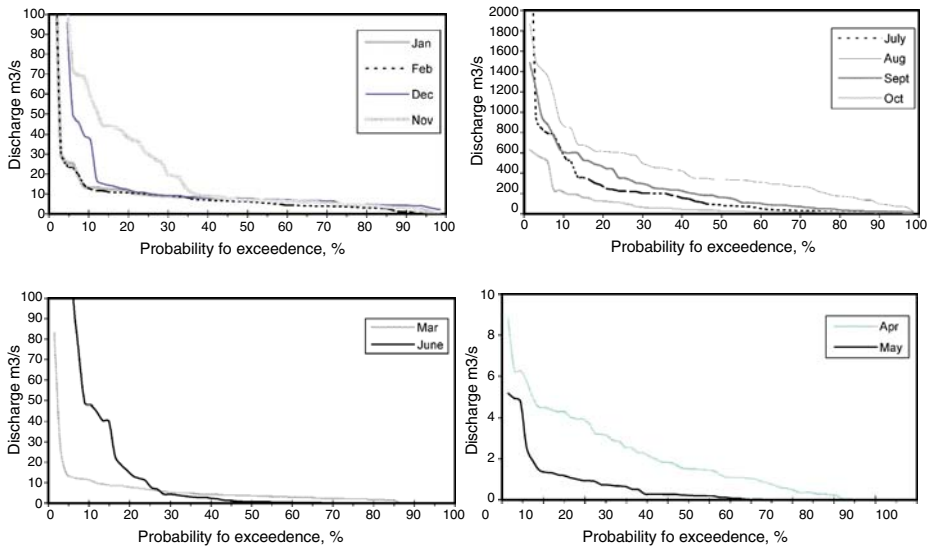 100
90
80
70
60
50
40
30
20
10
0
Discharge m3/s
Jan
Feb
Dec
Nov
0 10 20 30 40 50 60 70 80 90 100
Probability fo exceedence, %
2000
1800
1600
1400
1200
1000
800
600
400
200
0
Discharge m3/s
July
Aug
Sept
Oct
0 10 20 30 40 50 60 70 80 90 100
Probability fo exceedence, %
100
90
80
70
60
50
40
30
20
10
0
Discharge m3/s
Mar
June
0 10 20 30 40 50 60 70 80 90 100
Probability fo exceedence, %
10
8
6
4
2
0
Discharge m3/s
Apr
May
0 10 20 30 40 50 60 70 80 90 100
Probability fo exceedence, %